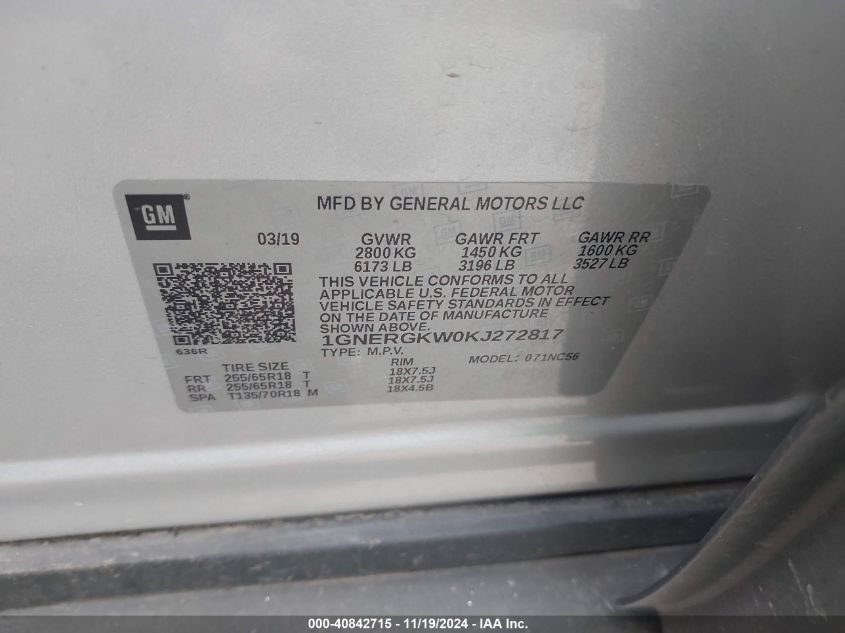 GM ®
MFD BY GENERAL MOTORS LLC
03/19 GVWR GAWR FRT GAWR RR
2800 KG 1450 KG 1600 KG
6173 LB 3196 LB 3527 LB
THIS VEHICLE CONFORMS TO ALL
APPLICABLE U.S. FEDERAL MOTOR
VEHICLE SAFETY STANDARDS IN EFFECT
ON THE DATE OF MANUFACTURE
SHOWN ABOVE.
1GNERGKW0KJ272817
636R
TYPE: M.P.V. MODEL: 071NC56
TIRE SIZE RIM
FRT 255/65R18 T 18X7.5J
RR 255/65R18 T 18X7.5J
SPA T135/70R18 M 18X4.5B
000-40842715 - 11/19/2024 - IAAI.com